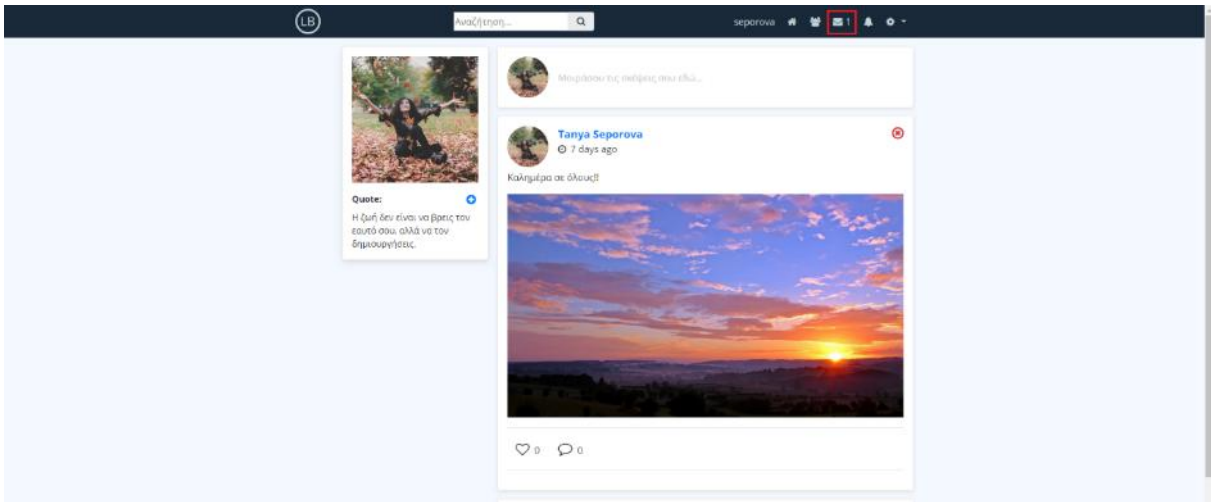 LB
Αναζήτηση...
seporova
1
Μοιράσου τις σκέψεις σου εδώ...
Tanya Seporova
7 days ago
Καλημέρα σε όλους!!
Quote:
Η ζωή δεν είναι να βρεις τον
εαυτό σου, αλλά να τον
δημιουργήσεις.
0
0